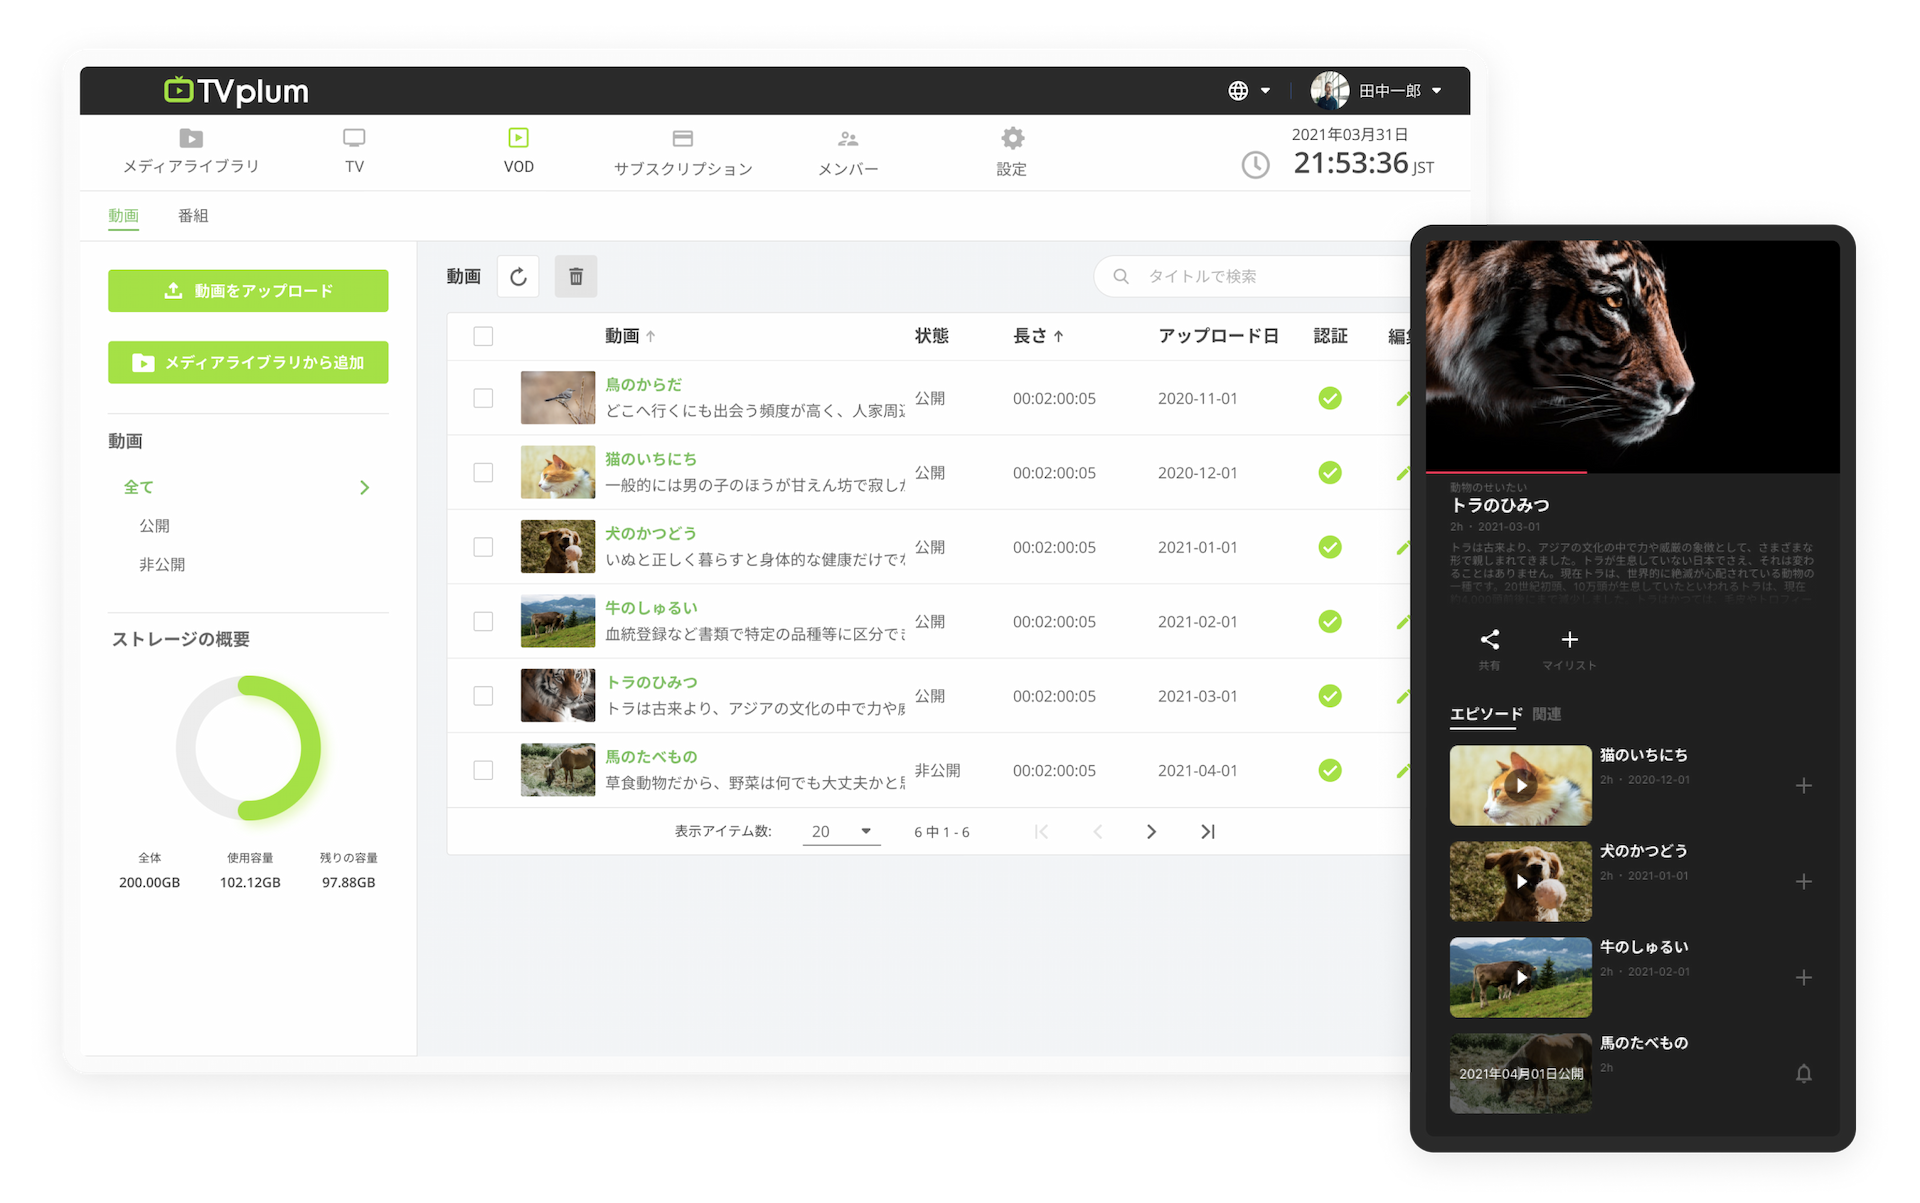 TVplum
田中一郎
メディアライブラリ
TV
VOD
サブスクリプション
メンバー
設定
2021年03月31日
21:53:36 JST
動画
番組
動画をアップロード
メディアライブラリから追加
動画
全て
公開
非公開
ストレージの概要
全体
使用容量
残りの容量
200.00GB
102.12GB
97.88GB
動画
タイトルで検索
動画
状態
長さ
アップロード日
認証
編
鳥のからだ
どこへ行くにも出会う頻度が高く、人家周
公開
00:02:00:05
2020-11-01
猫のいちにち
一般的には男の子のほうが甘えん坊で寂し
公開
00:02:00:05
2020-12-01
犬のかつどう
いぬと正しく暮らすと身体的な健康だけで
公開
00:02:00:05
2021-01-01
牛のしゅるい
血統登録など書類で特定の品種等に区分で
公開
00:02:00:05
2021-02-01
トラのひみつ
トラは古来より、アジアの文化の中で力や
公開
00:02:00:05
2021-03-01
馬のたべもの
草食動物だから、野菜は何でも大丈夫かと
非公開
00:02:00:05
2021-04-01
表示アイテム数:
20
6 中 1 - 6
動物のせいたい
トラのひみつ
2h · 2021-03-01
トラは古来より、アジアの文化の中で力や威厳の象徴として、さまざまな
形で親しまれてきました。トラが生息していない日本でさえ、それは変わ
ることはありません。現在トラは、世界的に絶滅が心配されている動物の
一種です。20世紀初頭、10万頭が生息していたといわれるトラは、現在
共有
マイリスト
エピソード
関連
猫のいちにち
2h · 2020-12-01
犬のかつどう
2h · 2021-01-01
牛のしゅるい
2h · 2021-02-01
馬のたべもの
2h
2021年04月01日公開